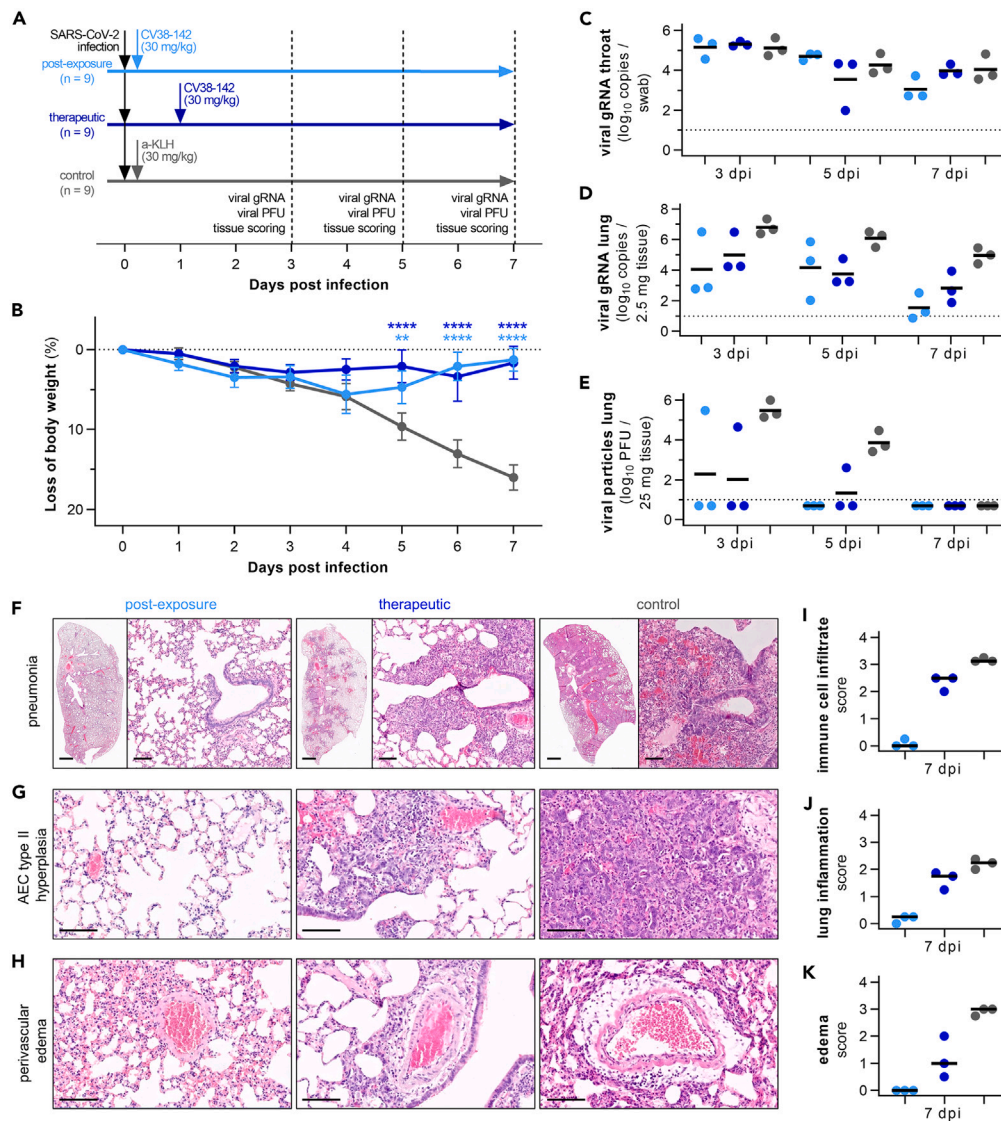 A
SARS-CoV-2
infection
CV38-142
(30 mg/kg)
post-exposure
(n = 9)
CV38-142
(30 mg/kg)
therapeutic
(n = 9)
a-KLH
(30 mg/kg)
control
(n = 9)
viral gRNA viral gRNA viral gRNA
viral PFU viral PFU viral PFU
tissue scoring tissue scoring tissue scoring
0 1 2 3 4 5 6 7
Days post infection
B
Loss of body weight (%)
0
10
20
**** **** ****
** **** ****
0 1 2 3 4 5 6 7
Days post infection
C
viral gRNA throat
(log10 copies /
swab)
6
4
2
0
3 dpi 5 dpi 7 dpi
D
viral gRNA lung
(log10 copies /
2.5 mg tissue)
6
4
2
0
3 dpi 5 dpi 7 dpi
E
viral particles lung
(log10 PFU /
25 mg tissue)
6
4
2
0
3 dpi 5 dpi 7 dpi
F
post-exposure therapeutic control
pneumonia
G
AEC type II
hyperplasia
H
perivascular
edema
I
immune cell infiltrate
score
4
3
2
1
0
7 dpi
J
lung inflammation
score
4
3
2
1
0
7 dpi
K
edema
score
4
3
2
1
0
7 dpi